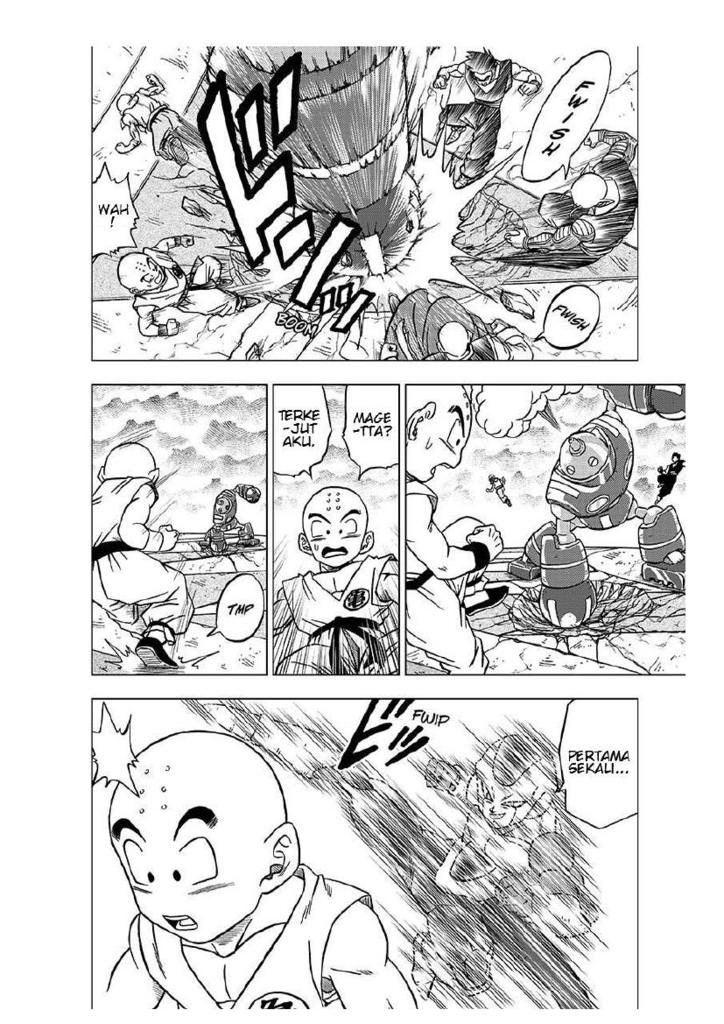 FWISH
WAH
!
FWISH
BOOM
MAGE
-TTA?
TERKE
-JUT
AKU.
TMP
PERTAMA
SEKALI...
FWIP